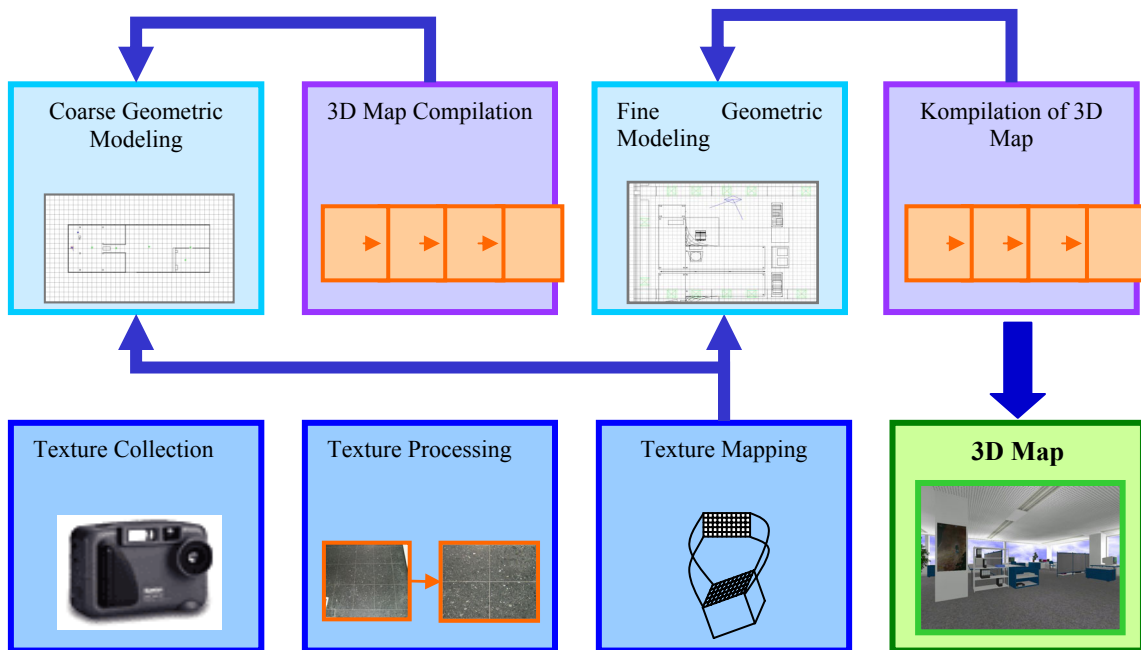 Coarse Geometric
Modeling
3D Map Compilation
Fine Geometric
Modeling
Kompilation of 3D
Map
Texture Collection
Texture Processing
Texture Mapping
3D Map